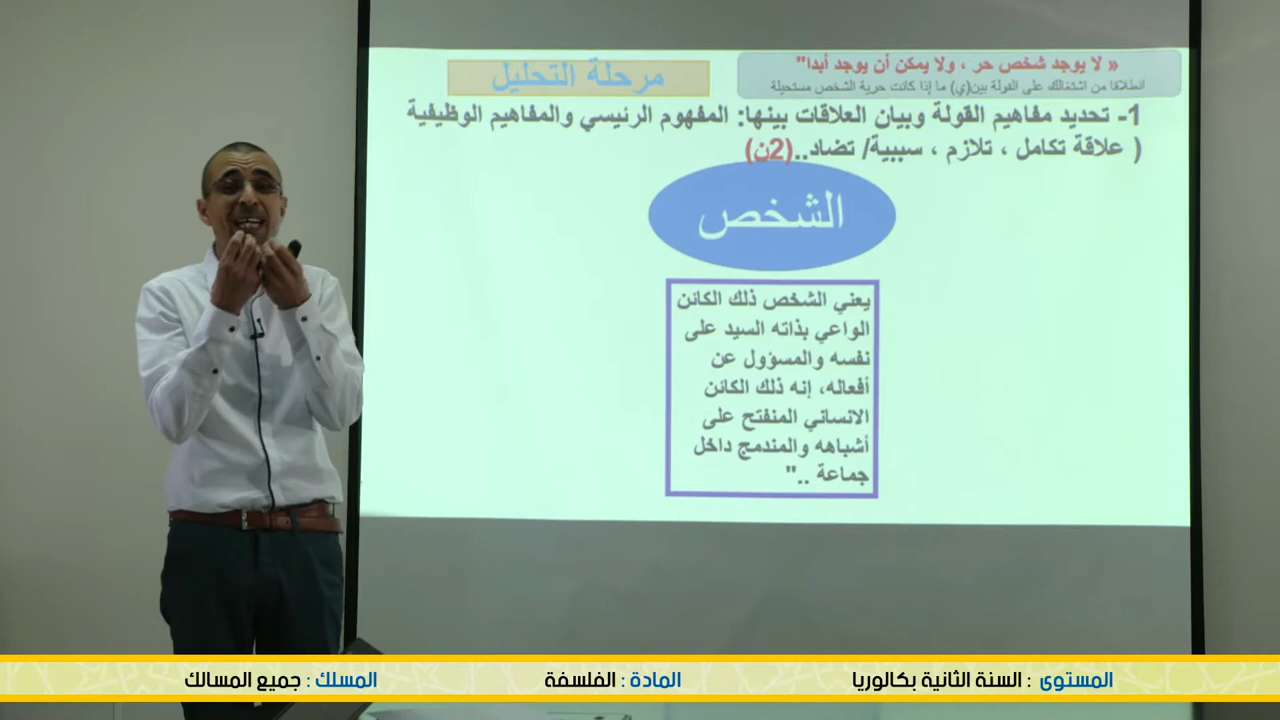 « لا يوجد شخص حر ، ولا يمكن أن يوجد أبدا"
انطلاقا من اشتغالك على القولة بين(ي) ما إذا كانت حرية الشخص مستحيلة
مرحلة التحليل
1- تحديد مفاهيم القولة وبيان العلاقات بينها: المفهوم الرئيسي والمفاهيم الوظيفية
( علاقة تكامل ، تلازم ، سببية/ تضاد..(2ن)
الشخص
يعني الشخص ذلك الكائن
الواعي بذاته السيد على
نفسه والمسؤول عن
أفعاله، إنه ذلك الكائن
الانساني المنفتح على
أشباهه والمندمج داخل
جماعة .."
المستوى : السنة الثانية بكالوريا
المادة : الفلسفة
المسلك : جميع المسالك